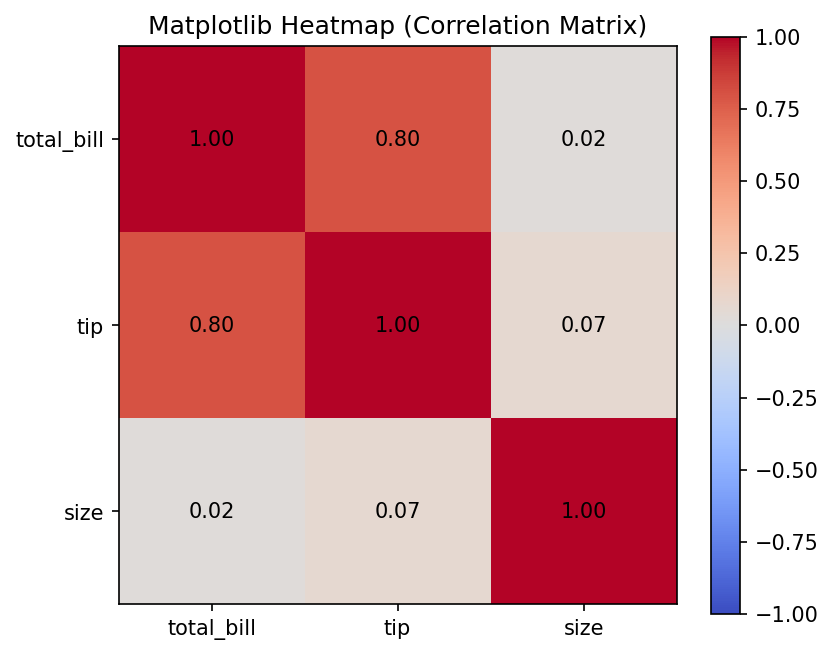 Matplotlib Heatmap (Correlation Matrix)
total_bill
1.00
0.80
0.02
tip
0.80
1.00
0.07
size
0.02
0.07
1.00
total_bill
tip
size
1.00
0.75
0.50
0.25
0.00
−0.25
−0.50
−0.75
−1.00